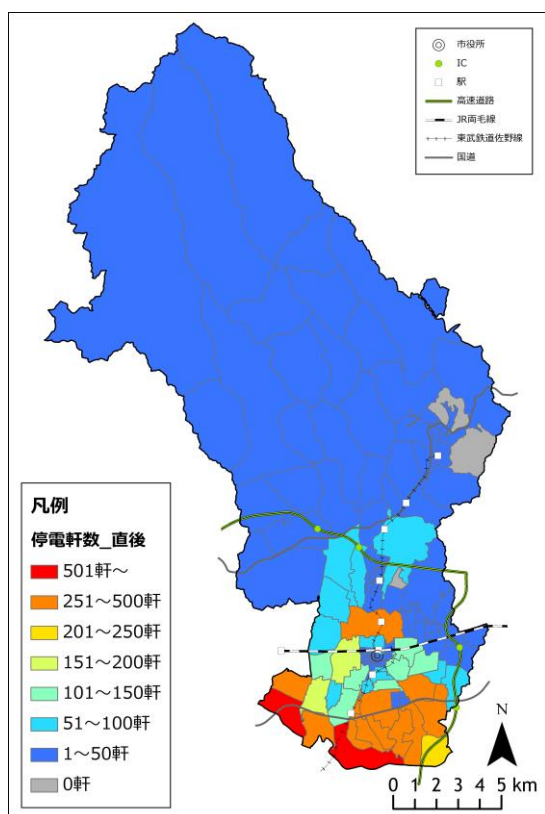 市役所
IC
駅
高速道路
JR両毛線
東武鉄道佐野線
国道
凡例
停電軒数_直後
501軒～
251～500軒
201～250軒
151～200軒
101～150軒
51～100軒
1～50軒
0軒
N
0 1 2 3 4 5 km